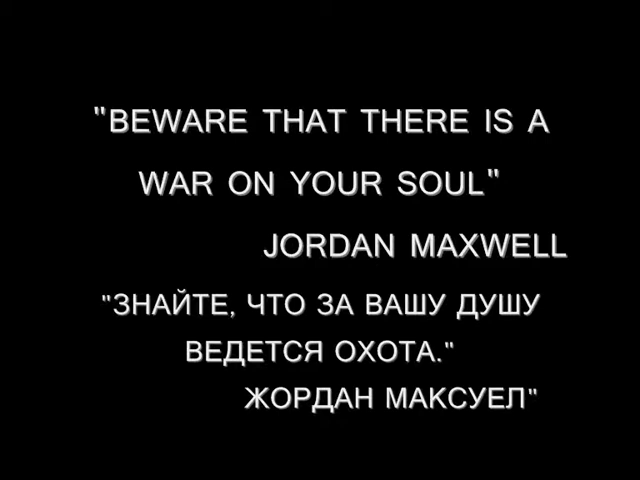 "BEWARE THAT THERE IS A
WAR ON YOUR SOUL"
JORDAN MAXWELL
"ЗНАЙТЕ, ЧТО ЗА ВАШУ ДУШУ
ВЕДЕТСЯ ОХОТА."
ЖОРДАН МАКСУЕЛ"